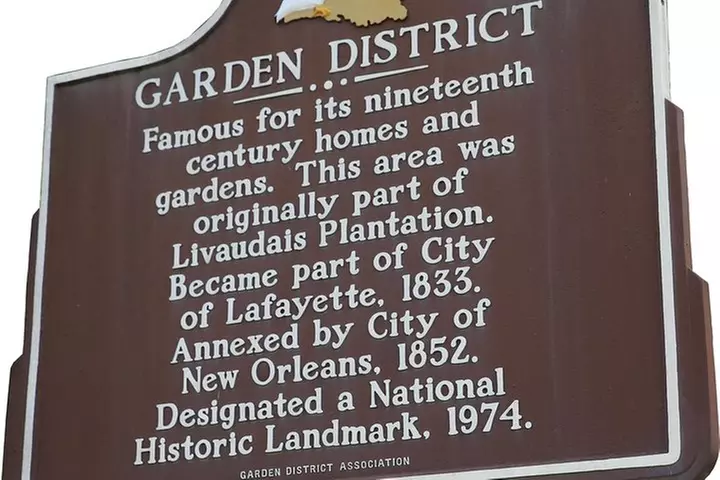 GARDEN DISTRICT
Famous for its nineteenth
century homes and
gardens. This area was
originally part of
Livaudais Plantation.
Became part of City
of Lafayette, 1833.
Annexed by City of
New Orleans, 1852.
Designated a National
Historic Landmark, 1974.
GARDEN DISTRICT ASSOCIATION